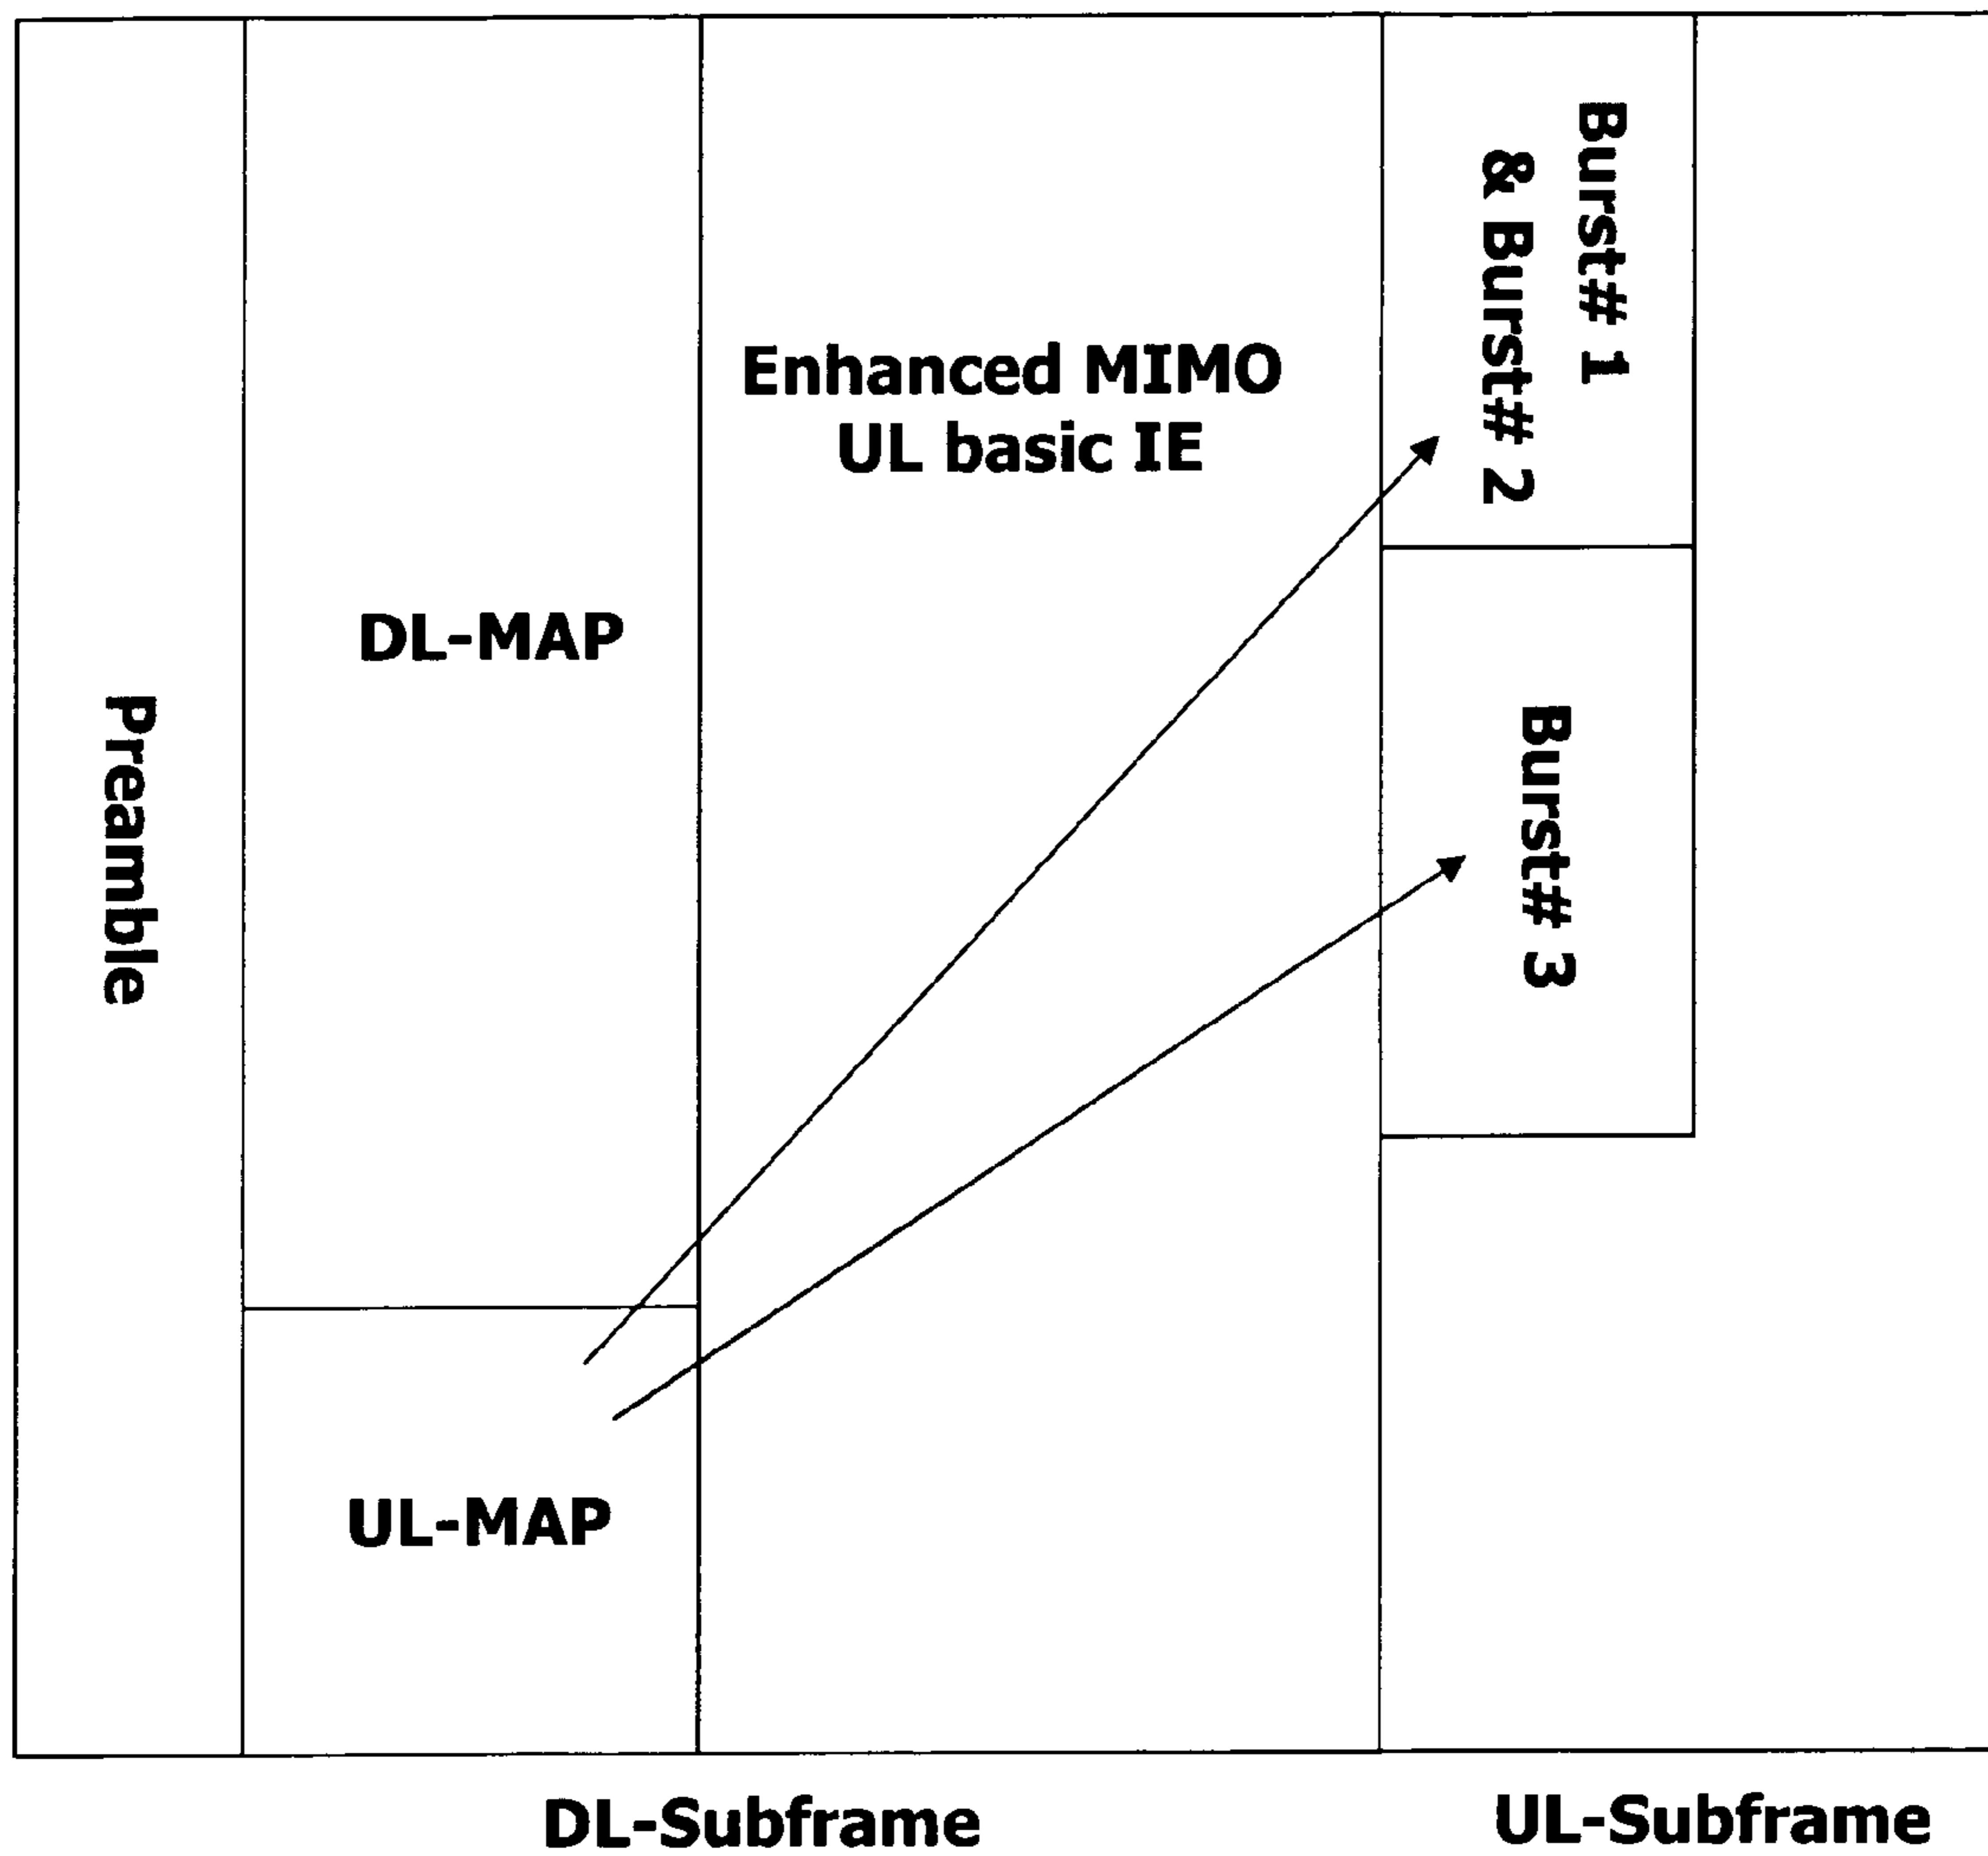 Preamble
DL-MAP
UL-MAP
Enhanced MIMO
UL basic IE
Burst# 1
& Burst# 2
Burst# 3
DL-Subframe
UL-Subframe